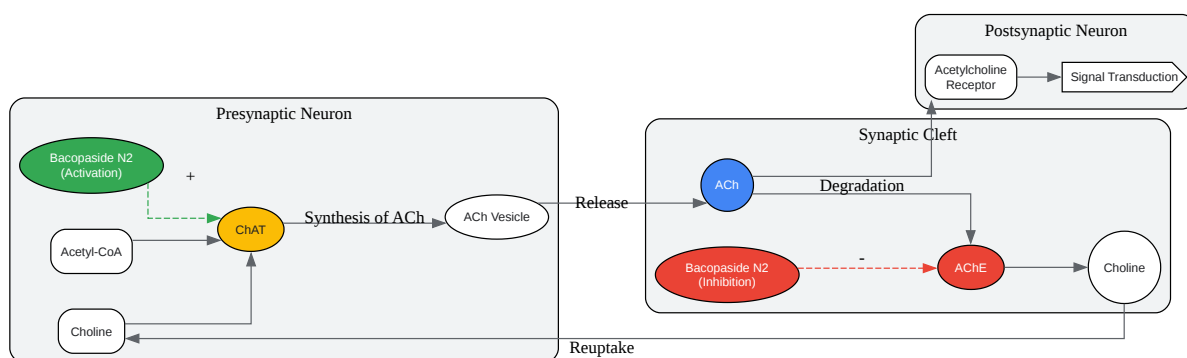 Postsynaptic Neuron
Acetylcholine
Receptor
Signal Transduction
Presynaptic Neuron
Bacopaside N2
(Activation)
+
ChAT
Synthesis of ACh
ACh Vesicle
Acetyl-CoA
Choline
Release
Synaptic Cleft
ACh
Degradation
Bacopaside N2
(Inhibition)
-
AChE
Choline
Reuptake